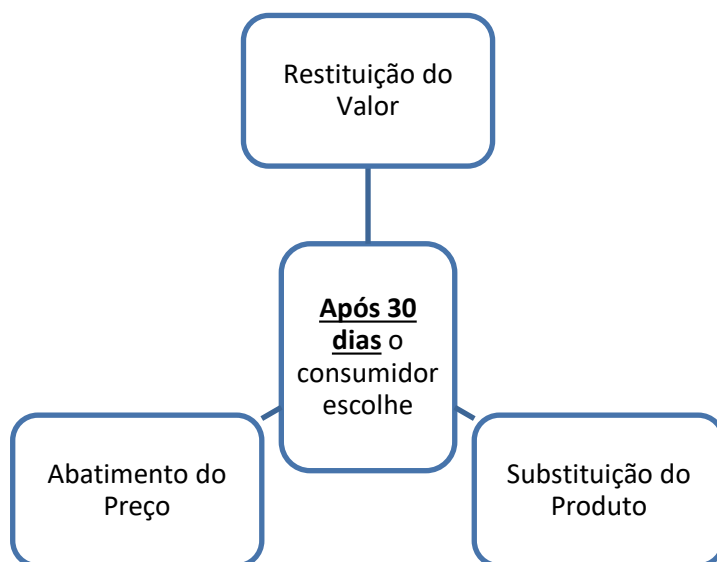 Restituição do
Valor
Após 30
dias o
consumidor
escolhe
Abatimento do
Preço
Substituição do
Produto